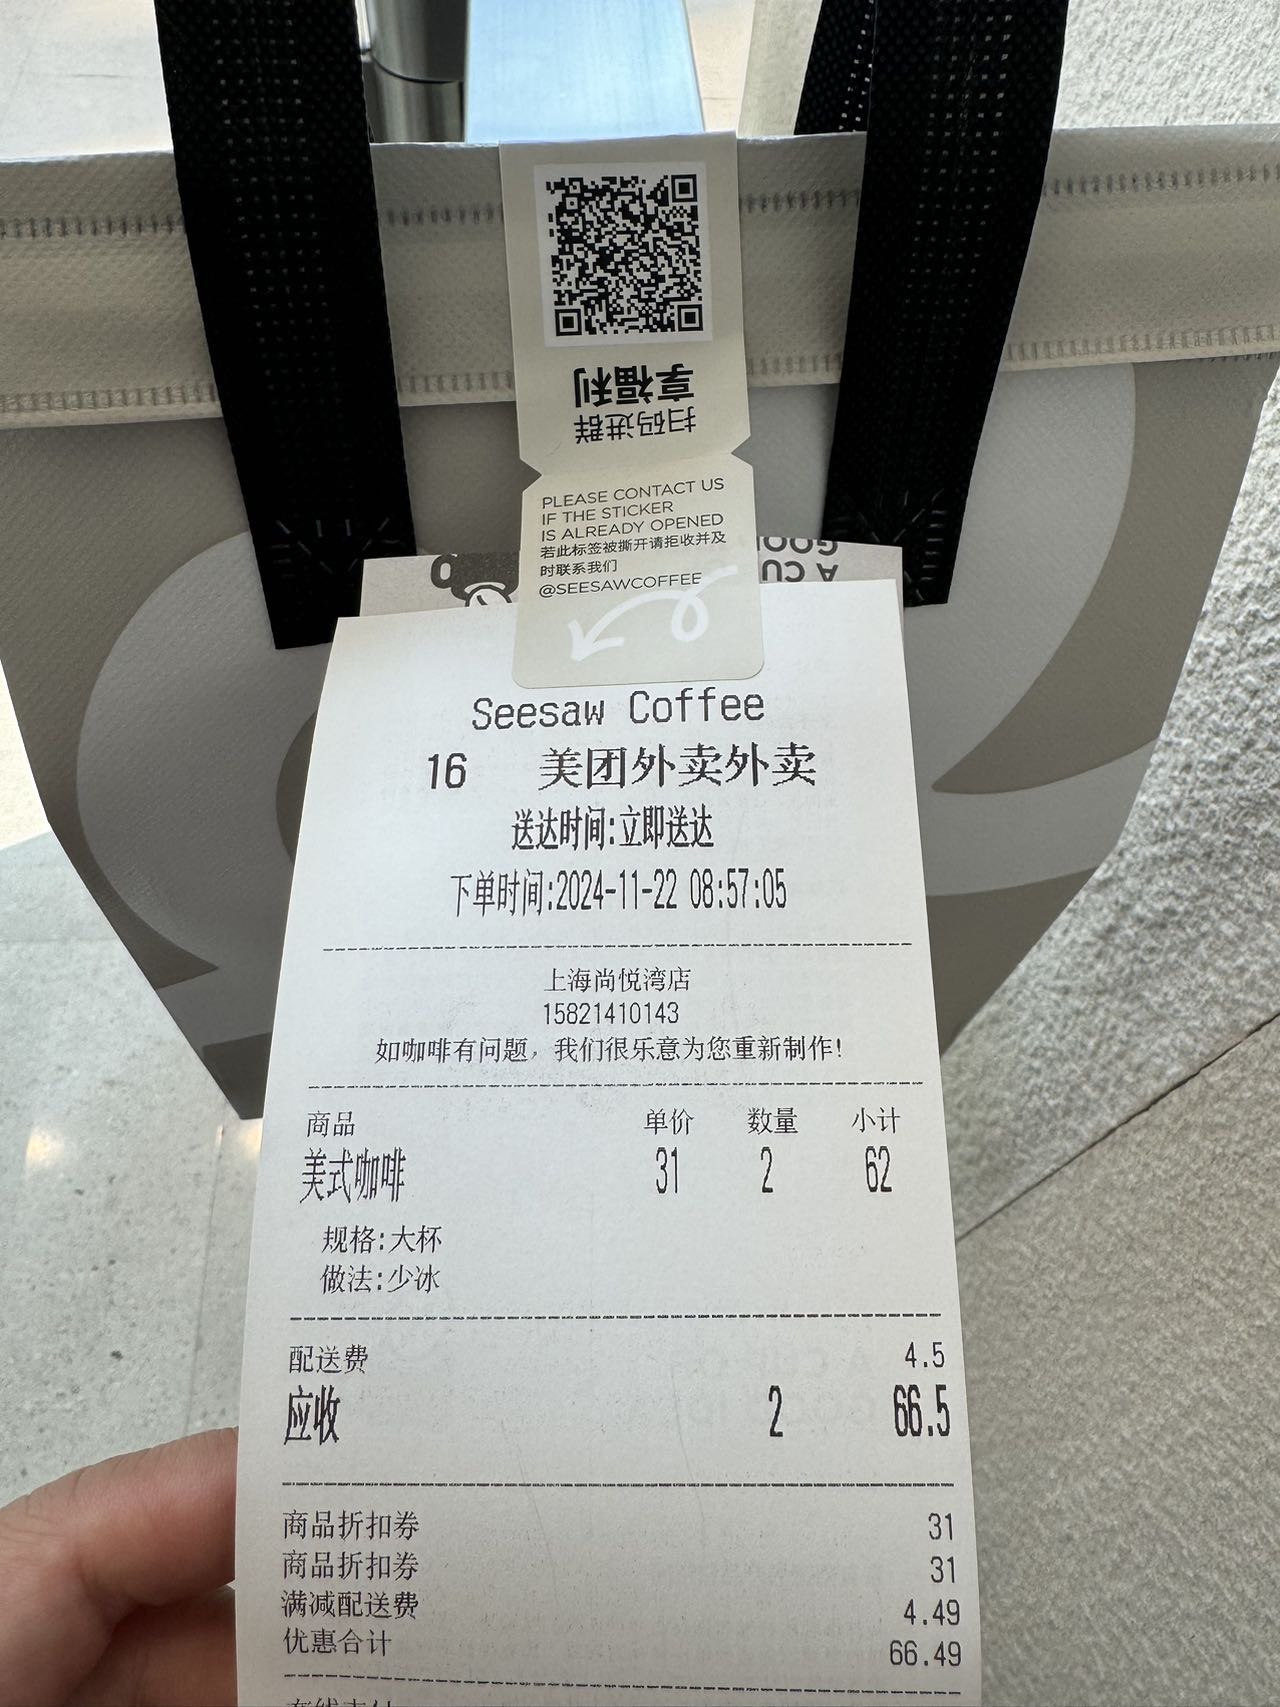 享福利
扫码进群
PLEASE CONTACT US
IF THE STICKER
IS ALREADY OPENED
若此标签被撕开请拒收并及
时联系我们
@SEESAWCOFFEE
A CU
GOO
Seesaw Coffee
16 美团外卖外卖
送达时间:立即送达
下单时间:2024-11-22 08:57:05
上海尚悦湾店
15821410143
如咖啡有问题，我们很乐意为您重新制作!
商品 单价 数量 小计
美式咖啡 31 2 62
规格:大杯
做法:少冰
配送费 4.5
应收 2 66.5
商品折扣券 31
商品折扣券 31
满减配送费 4.49
优惠合计 66.49